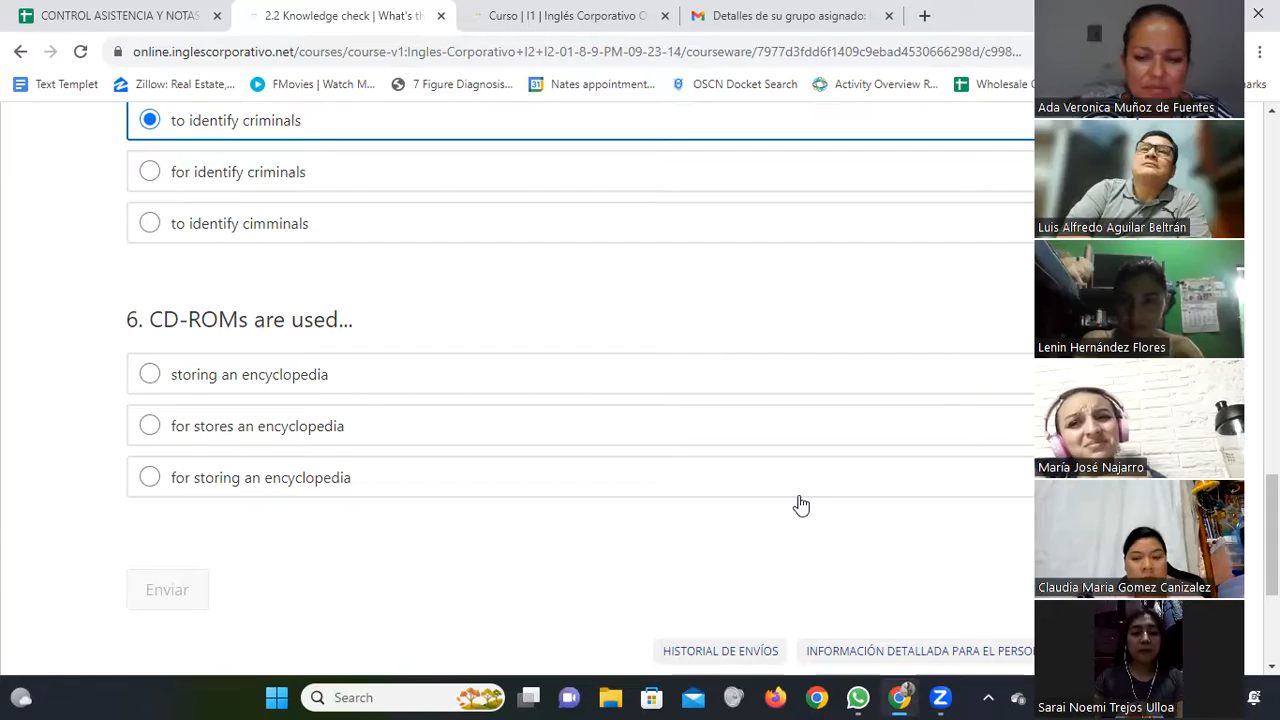 CONTROL ASISTENCIA Y NOTAS
2.2 Knowledge check | What's th
Curso | I1 | Inglés Corporativo O
Detalles de su grupo asignado:
online.inglescorporativo.net/courses/course-v1:Ingles-Corporativo+I2+I2-01-8-9-PM-09-23-14/courseware/7977d3fdd6f1409c9ebad4530666298d/c998...
Text Templet
Zillow: Real Estate,...
FMovies | Watch M...
7 Figure Diagnosis...
Nates appointment...
OSCN Docket Search
Activity Overview R...
Wholesale C
marks
to identify criminals
for identify criminals
to identify cimminals
6. CD-ROMs are used...
storing an encyclopedia
for stores an encyclopedia
for storing an encyclopedia
Enviar
HISTORIAL DE ENVÍOS
INFORMACIÓN DETALLADA PARA EL PERSO
Search
Ada Veronica Muñoz de Fuentes
Luis Alfredo Aguilar Beltrán
Lenin Hernández Flores
María José Najarro
Claudia Maria Gomez Canizalez
Sarai Noemi Trejos Ulloa